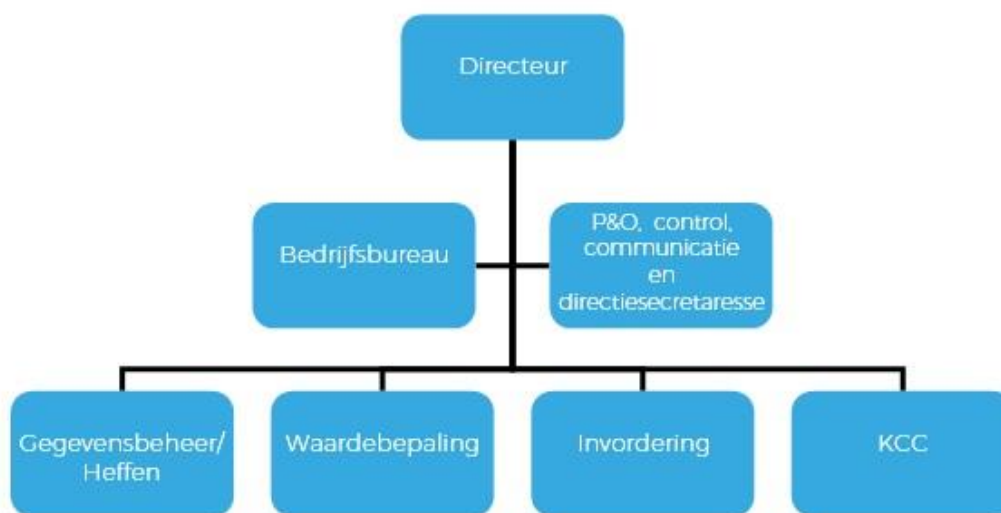 Directeur
Bedrijfsbureau
P&O, control,
communicatie
en
directiesecretaresse
Gegevensbeheer/
Heffen
Waardebepaling
Invordering
KCC